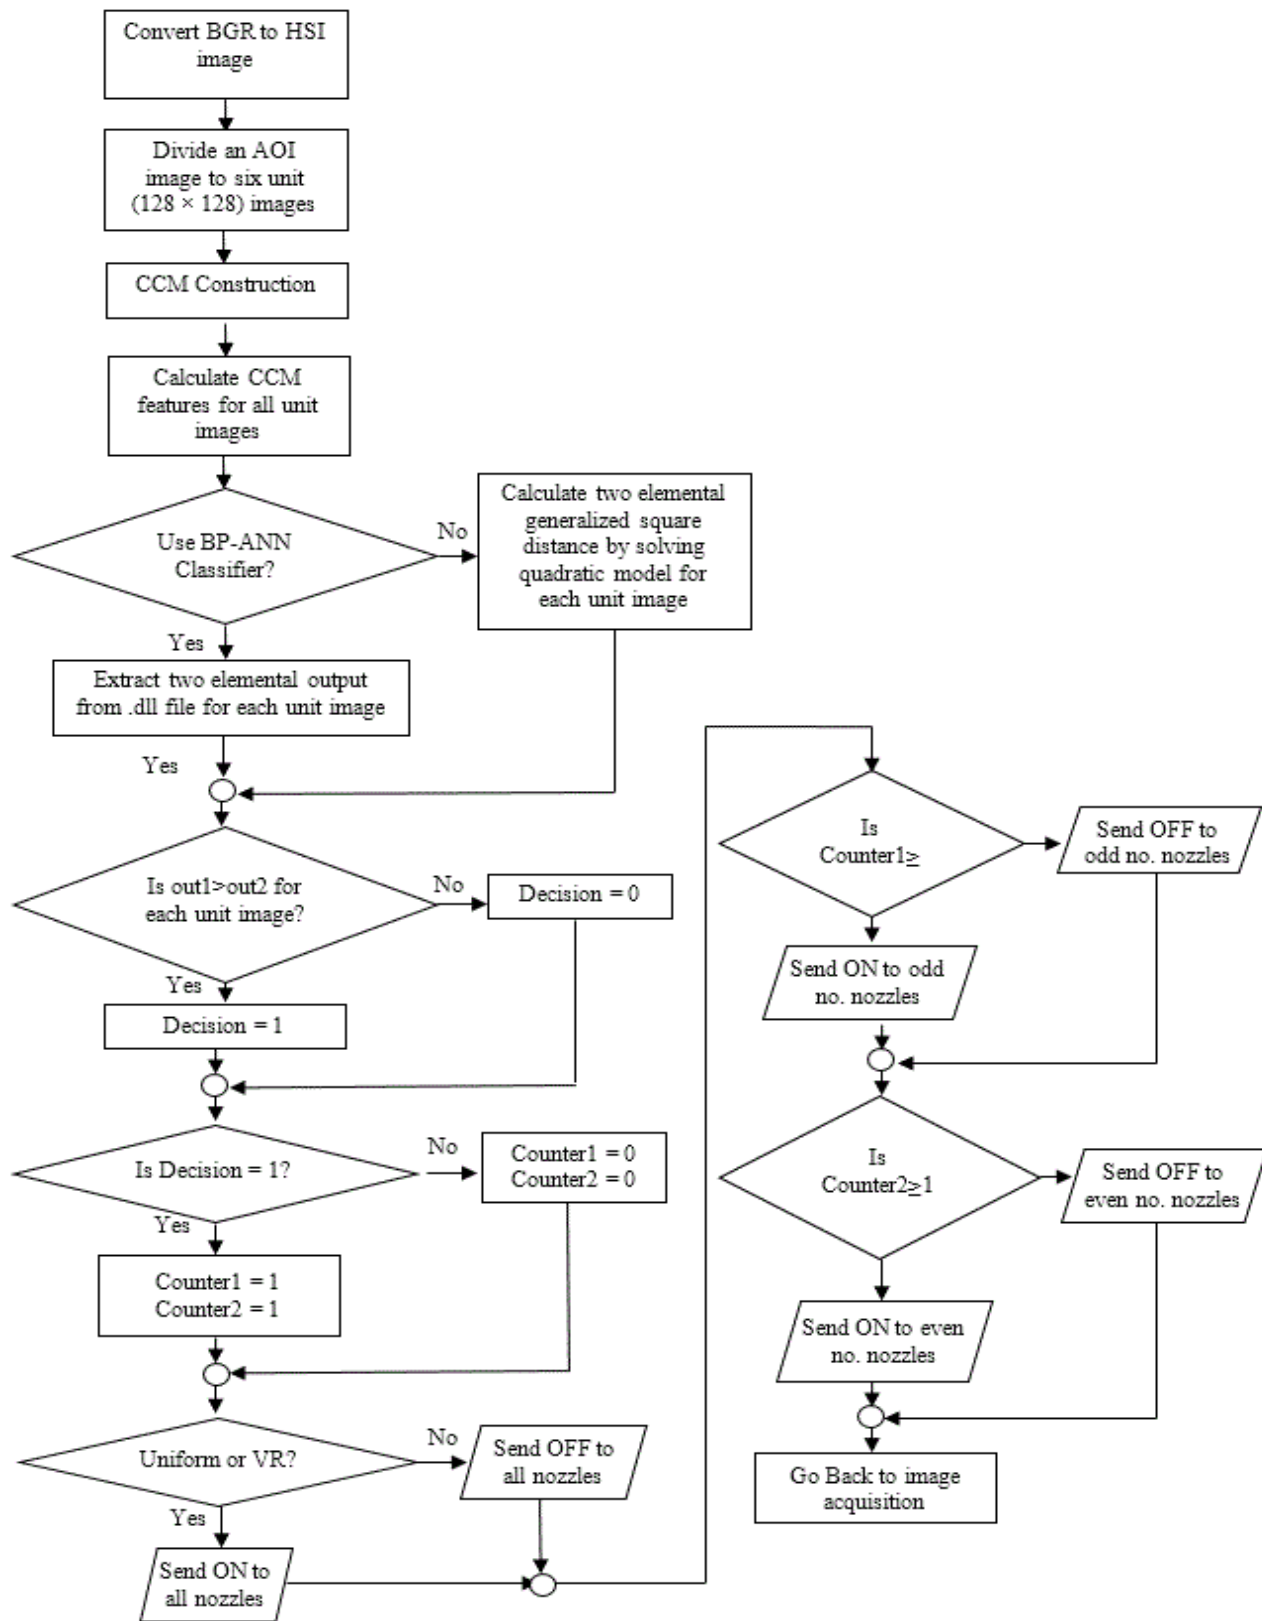 Convert BGR to HSI
image
Divide an AOI
image to six unit
(128 × 128) images
CCM Construction
Calculate CCM
features for all unit
images
Use BP-ANN
Classifier?
No
Calculate two elemental
generalized square
distance by solving
quadratic model for
each unit image
Yes
Extract two elemental output
from .dll file for each unit image
Yes
Is out1>out2 for
each unit image?
No
Decision = 0
Yes
Decision = 1
Is Decision = 1?
No
Counter1 = 0
Counter2 = 0
Yes
Counter1 = 1
Counter2 = 1
Uniform or VR?
No
Send OFF to
all nozzles
Yes
Send ON to
all nozzles
Is
Counter1≥
Send OFF to
odd no. nozzles
Send ON to odd
no. nozzles
Is
Counter2≥1
Send OFF to
even no. nozzles
Send ON to even
no. nozzles
Go Back to image
acquisition